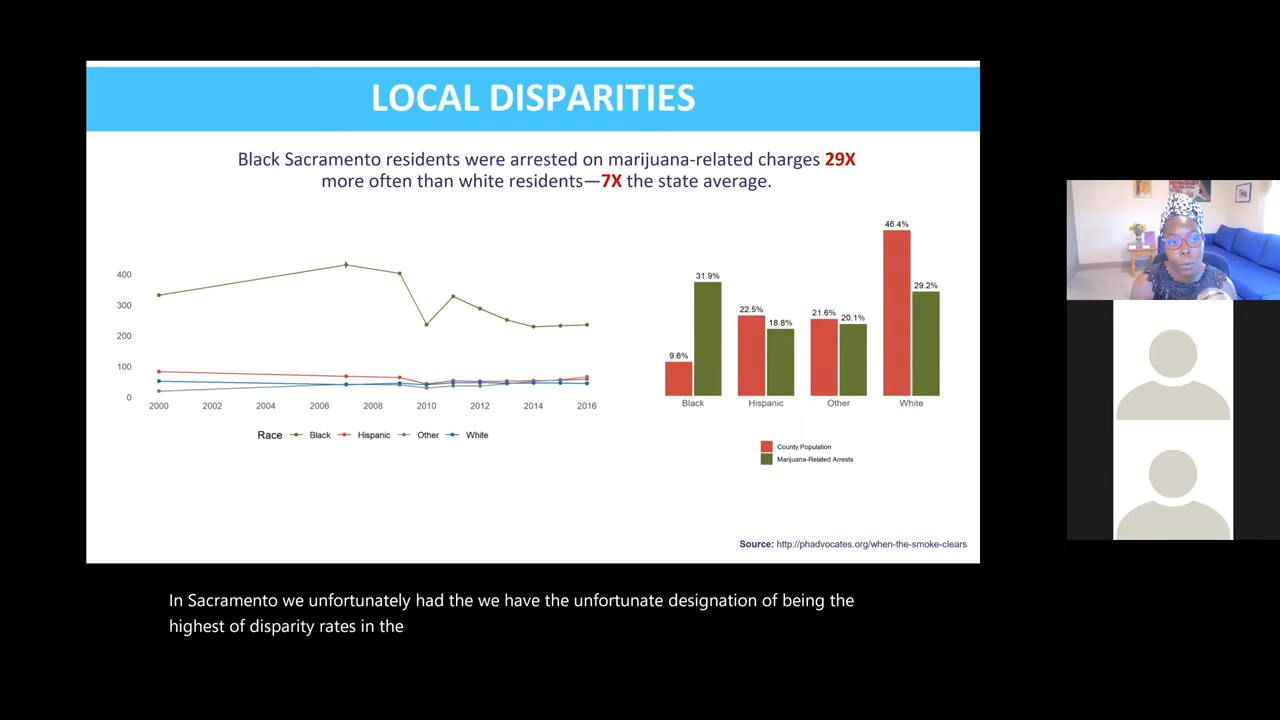 LOCAL DISPARITIES
Black Sacramento residents were arrested on marijuana-related charges 29X
more often than white residents—7X the state average.
400
300
200
100
0
2000 2002 2004 2006 2008 2010 2012 2014 2016
Race Black Hispanic Other White
9.6% 31.9% 22.5% 18.8% 21.6% 20.1% 46.4% 29.2%
Black Hispanic Other White
County Population
Marijuana-Related Arrests
Source: http://phadvocates.org/when-the-smoke-clears
In Sacramento we unfortunately had the we have the unfortunate designation of being the
highest of disparity rates in the